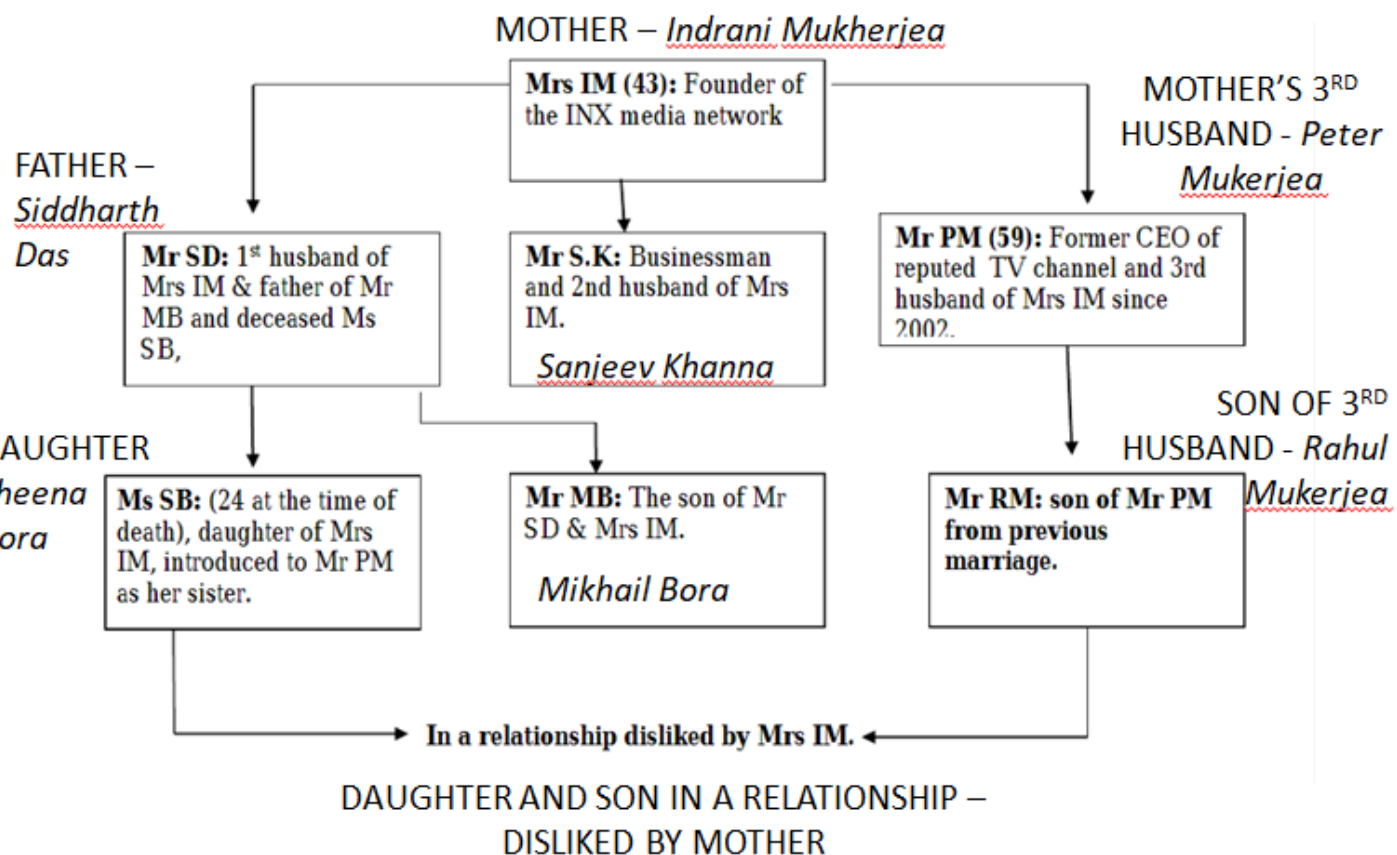 MOTHER – Indrani Mukherjea
Mrs IM (43): Founder of
the INX media network
MOTHER'S 3RD
HUSBAND - Peter
Mukerjea
FATHER –
Siddharth
Das
Mr SD: 1st husband of
Mrs IM & father of Mr
MB and deceased Ms
SB,
Mr S.K: Businessman
and 2nd husband of Mrs
IM.
Sanjeev Khanna
Mr PM (59): Former CEO of
reputed TV channel and 3rd
husband of Mrs IM since
2002.
AUGHTER
heena
ora
Ms SB: (24 at the time of
death), daughter of Mrs
IM, introduced to Mr PM
as her sister.
Mr MB: The son of Mr
SD & Mrs IM.
Mikhail Bora
SON OF 3RD
HUSBAND - Rahul
Mukerjea
Mr RM: son of Mr PM
from previous
marriage.
In a relationship disliked by Mrs IM.
DAUGHTER AND SON IN A RELATIONSHIP –
DISLIKED BY MOTHER